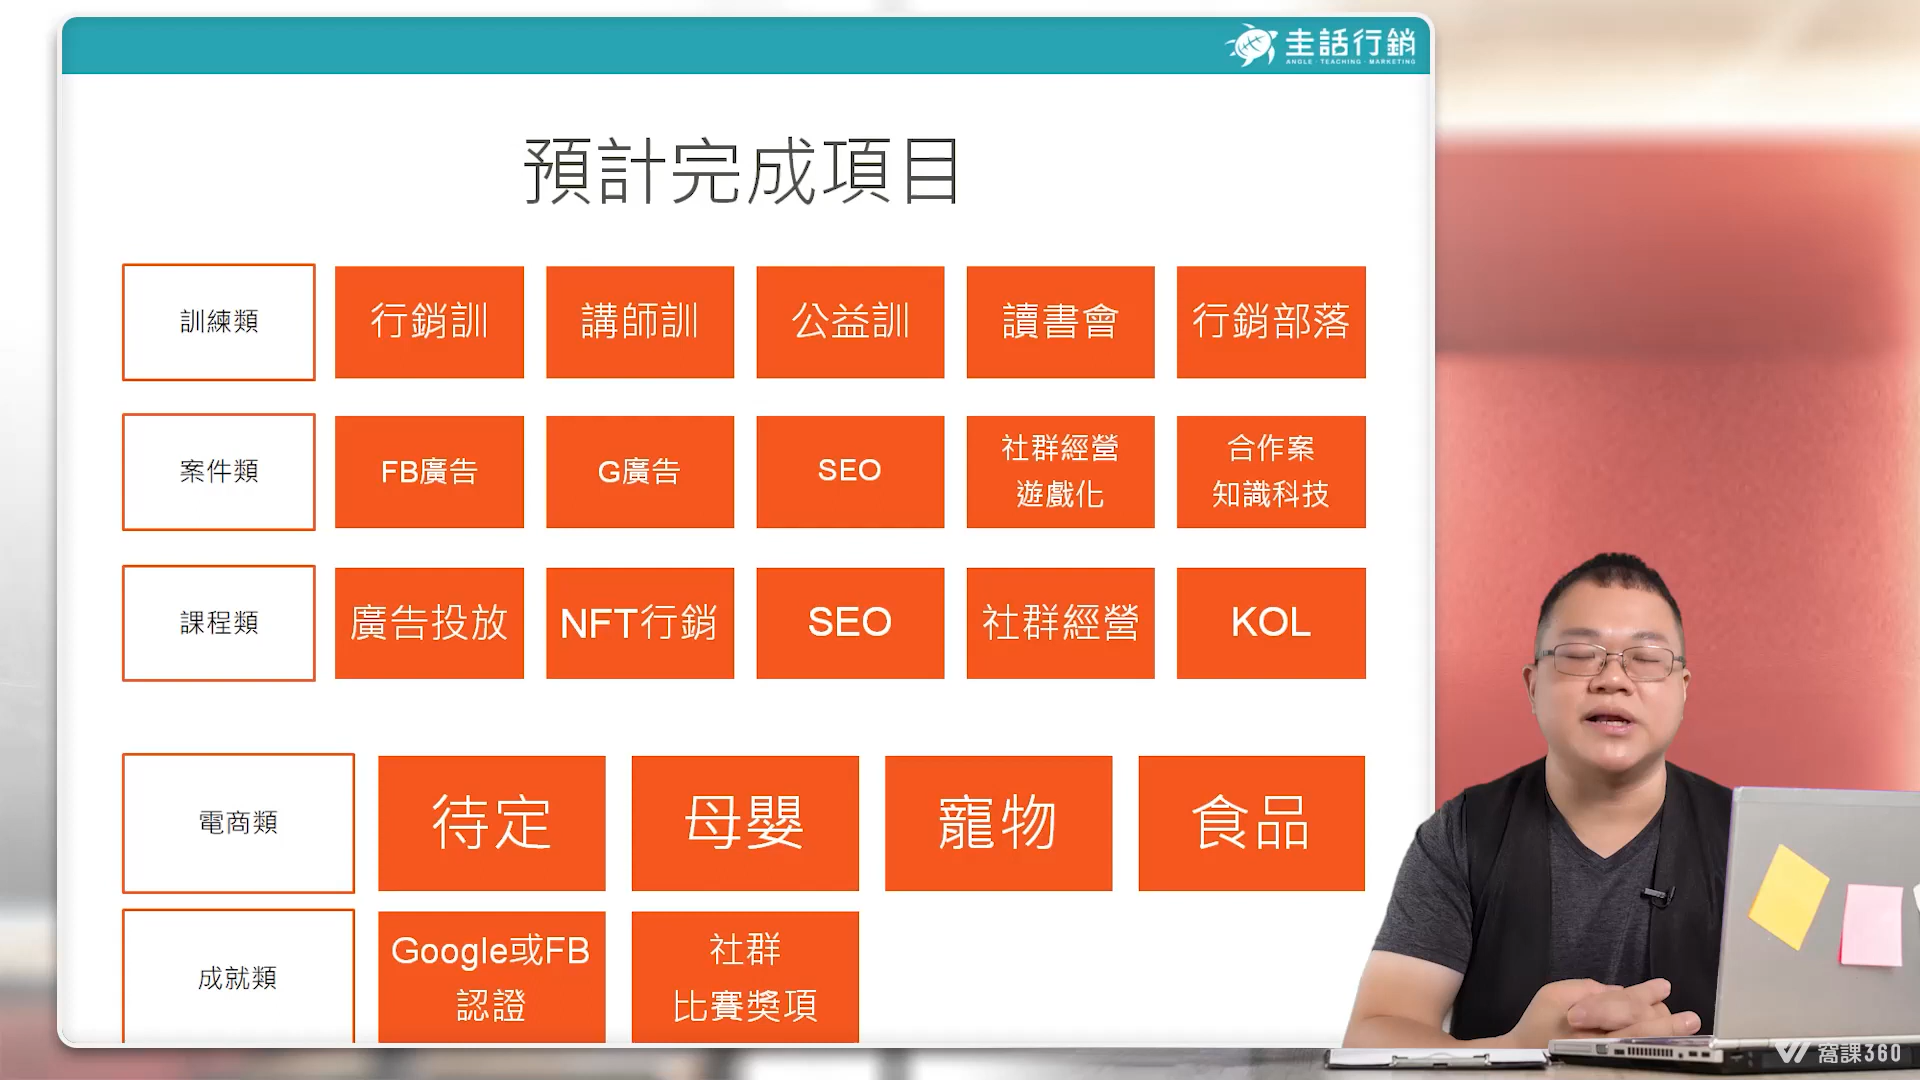 圭話行銷
ANGLE · TEACHING · MARKETING
預計完成項目
訓練類
行銷訓
講師訓
公益訓
讀書會
行銷部落
案件類
FB廣告
G廣告
SEO
社群經營
遊戲化
合作案
知識科技
課程類
廣告投放
NFT行銷
SEO
社群經營
KOL
電商類
待定
母嬰
寵物
食品
成就類
Google或FB
認證
社群
比賽獎項
窩課360